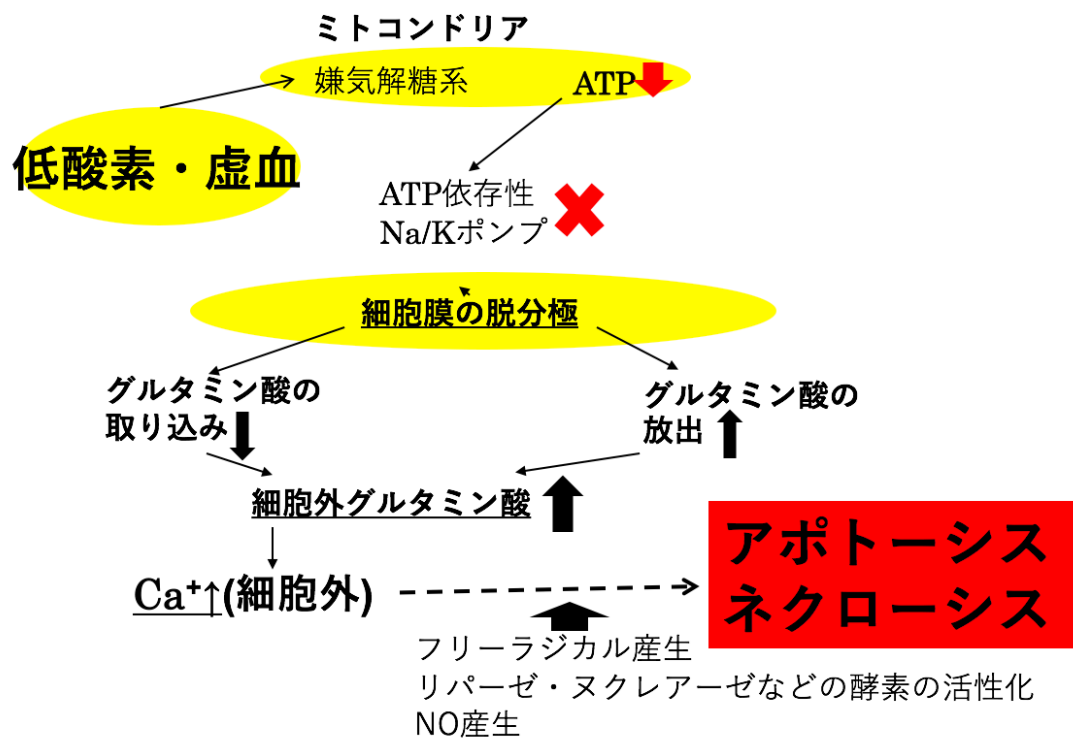 ミトコンドリア
嫌気解糖系 ATP
低酸素・虚血
ATP依存性
Na/Kポンプ
細胞膜の脱分極
グルタミン酸の
取り込み
グルタミン酸の
放出
細胞外グルタミン酸
Ca⁺↑(細胞外)
アポトーシス
ネクローシス
フリーラジカル産生
リパーゼ・ヌクレアーゼなどの酵素の活性化
NO産生